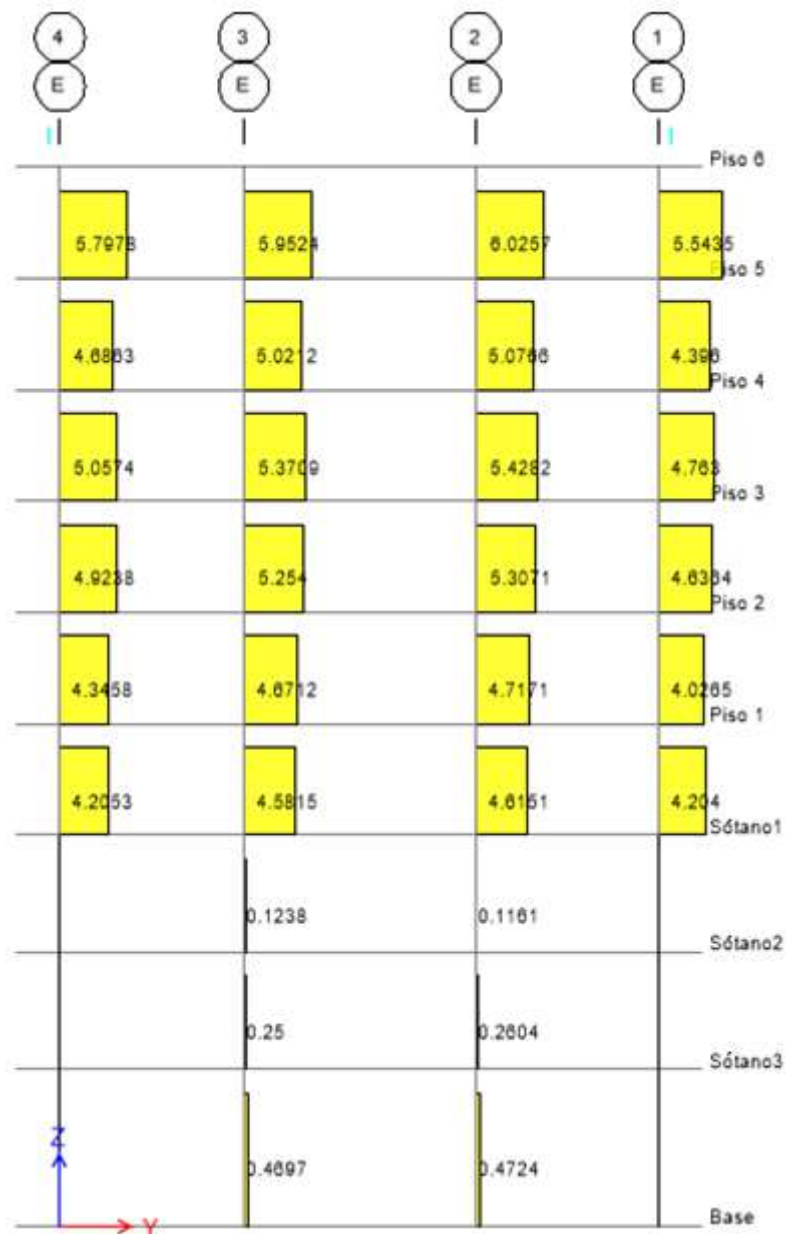 4 3 2 1
E E E E
Piso 6
5.7978 5.9524 6.0257 5.5435
Piso 5
4.6863 5.0212 5.0766 4.396
Piso 4
5.0574 5.3709 5.4282 4.763
Piso 3
4.9238 5.254 5.3071 4.6364
Piso 2
4.3458 4.6712 4.7171 4.0265
Piso 1
4.2053 4.5815 4.6151 4.204
Sótano1
0.1238 0.1161
Sótano2
0.25 0.2604
Sótano3
Z
0.4697 0.4724
Base
Y